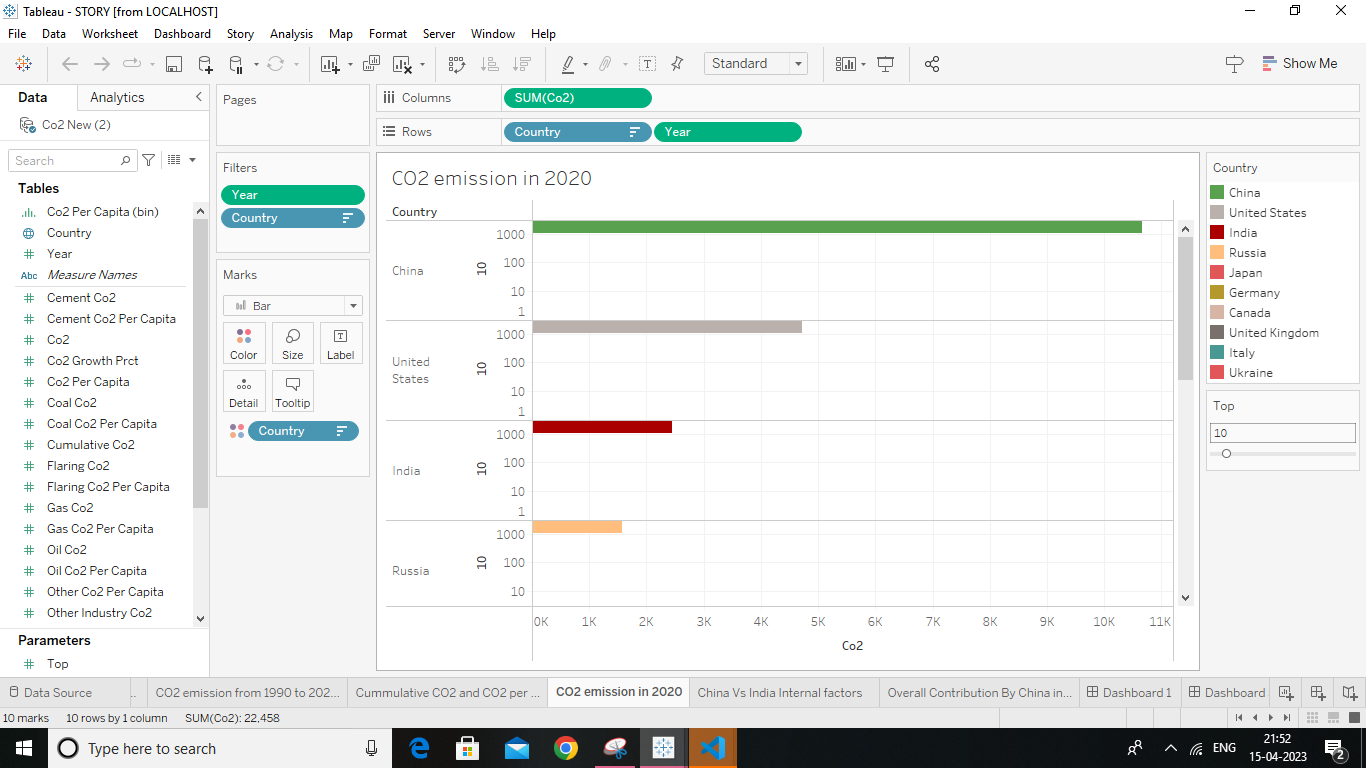 Tableau - STORY [from LOCALHOST]
File Data Worksheet Dashboard Story Analysis Map Format Server Window Help
Standard
Show Me
Data Analytics
Co2 New (2)
Search
Tables
Co2 Per Capita (bin)
Country
Year
Abc Measure Names
Cement Co2
Cement Co2 Per Capita
Co2
Co2 Growth Prct
Co2 Per Capita
Coal Co2
Coal Co2 Per Capita
Cumulative Co2
Flaring Co2
Flaring Co2 Per Capita
Gas Co2
Gas Co2 Per Capita
Oil Co2
Oil Co2 Per Capita
Other Co2 Per Capita
Other Industry Co2
Parameters
Top
Pages
Filters
Year
Country
Marks
Bar
Color Size Label
Detail Tooltip
Country
Columns SUM(Co2)
Rows Country Year
CO2 emission in 2020
Country
China
10
1000
100
10
1
United
States
10
1000
100
10
1
India
10
1000
100
10
1
Russia
10
1000
100
10
0K 1K 2K 3K 4K 5K 6K 7K 8K 9K 10K 11K
Co2
Country
China
United States
India
Russia
Japan
Germany
Canada
United Kingdom
Italy
Ukraine
Top
10
Data Source .. CO2 emission from 1990 to 202... Cummulative CO2 and CO2 per ... CO2 emission in 2020 China Vs India Internal factors Overall Contribution By China in... Dashboard 1 Dashboard
10 marks 10 rows by 1 column SUM(Co2): 22,458
Type here to search
ENG
21:52
15-04-2023
2